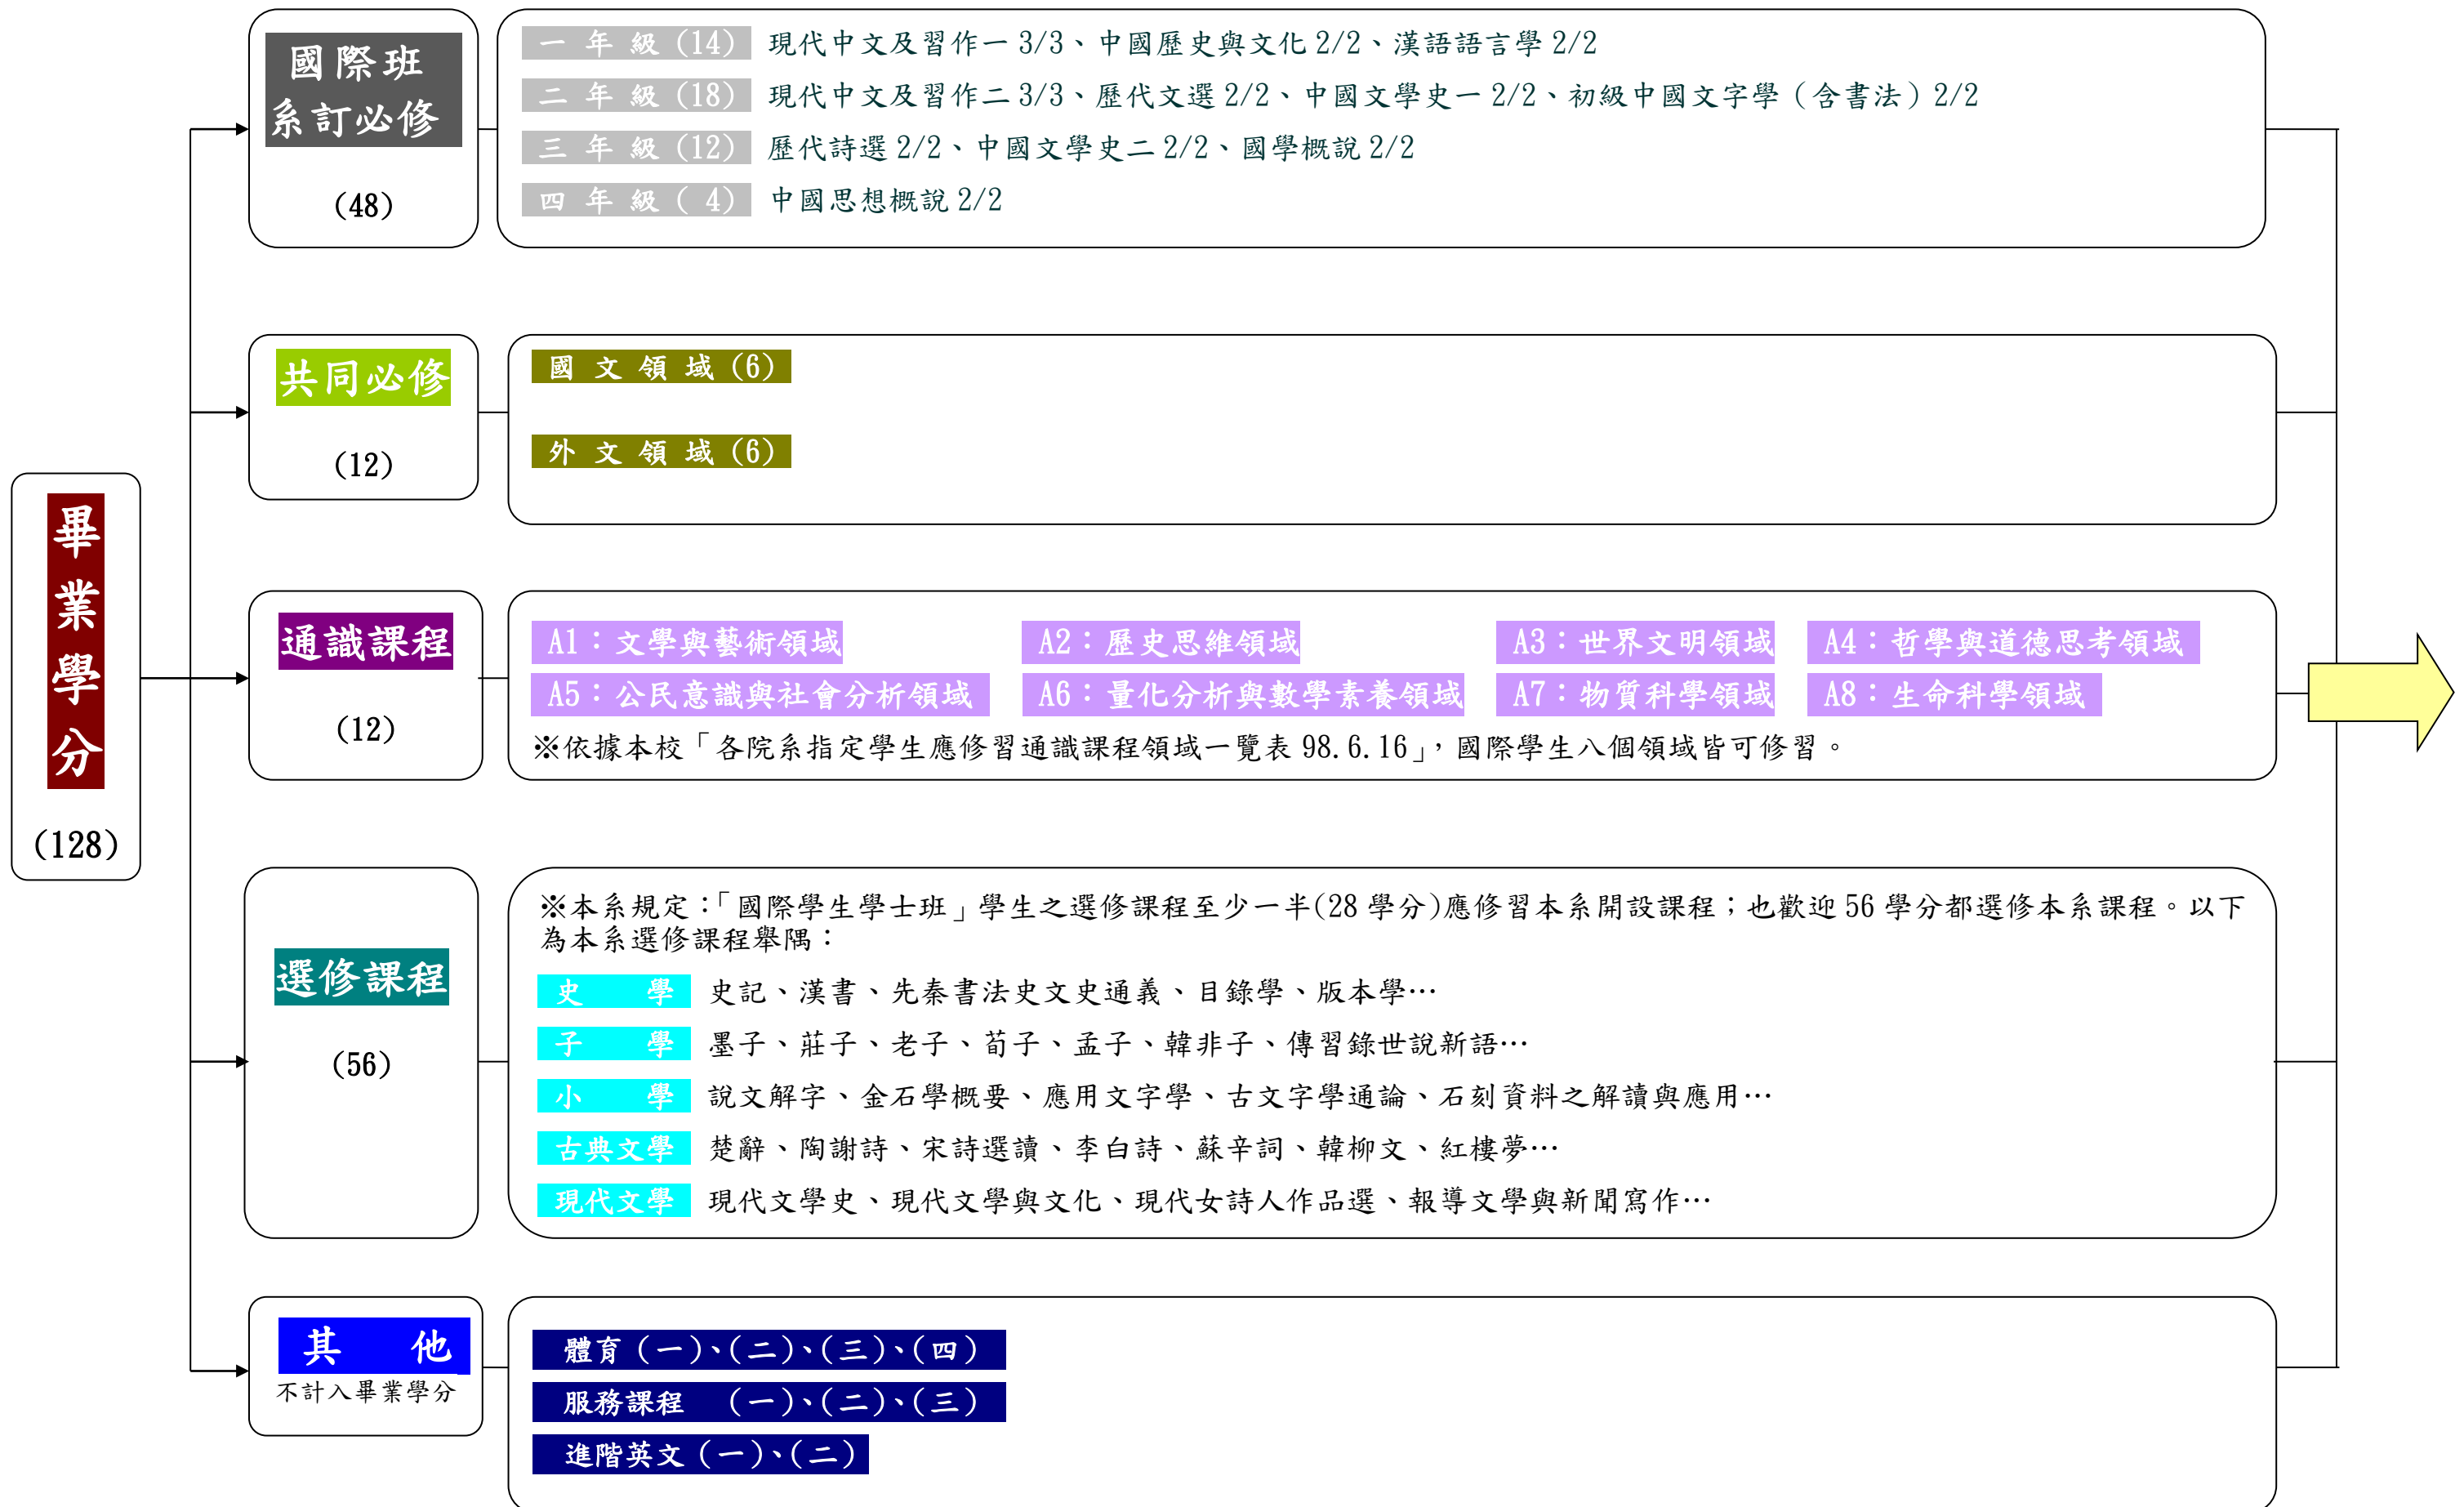 畢業學分
(128)
國際班
系訂必修
(48)
一年級(14) 現代中文及習作一 3/3、中國歷史與文化 2/2、漢語語言學 2/2
二年級(18) 現代中文及習作二 3/3、歷代文選 2/2、中國文學史一 2/2、初級中國文字學（含書法）2/2
三年級(12) 歷代詩選 2/2、中國文學史二 2/2、國學概說 2/2
四年級( 4) 中國思想概說 2/2
共同必修
(12)
國文領域(6)
外文領域(6)
通識課程
(12)
A1：文學與藝術領域 A2：歷史思維領域 A3：世界文明領域 A4：哲學與道德思考領域
A5：公民意識與社會分析領域 A6：量化分析與數學素養領域 A7：物質科學領域 A8：生命科學領域
※依據本校「各院系指定學生應修習通識課程領域一覽表 98.6.16」，國際學生八個領域皆可修習。
選修課程
(56)
※本系規定：「國際學生學士班」學生之選修課程至少一半(28 學分)應修習本系開設課程；也歡迎 56 學分都選修本系課程。以下
為本系選修課程舉隅：
史學 史記、漢書、先秦書法史文史通義、目錄學、版本學…
子學 墨子、莊子、老子、荀子、孟子、韓非子、傳習錄世說新語…
小學 說文解字、金石學概要、應用文字學、古文字學通論、石刻資料之解讀與應用…
古典文學 楚辭、陶謝詩、宋詩選讀、李白詩、蘇辛詞、韓柳文、紅樓夢…
現代文學 現代文學史、現代文學與文化、現代女詩人作品選、報導文學與新聞寫作…
其他
不計入畢業學分
體育（一）、（二）、（三）、（四）
服務課程 （一）、（二）、（三）
進階英文（一）、（二）